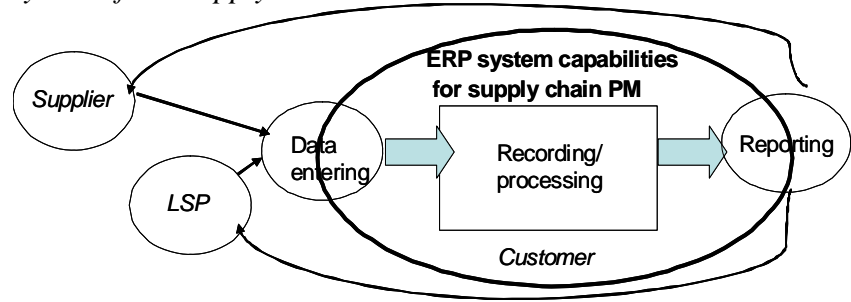 ERP system capabilities
for supply chain PM
Supplier
Data
entering
Recording/
processing
Reporting
LSP
Customer